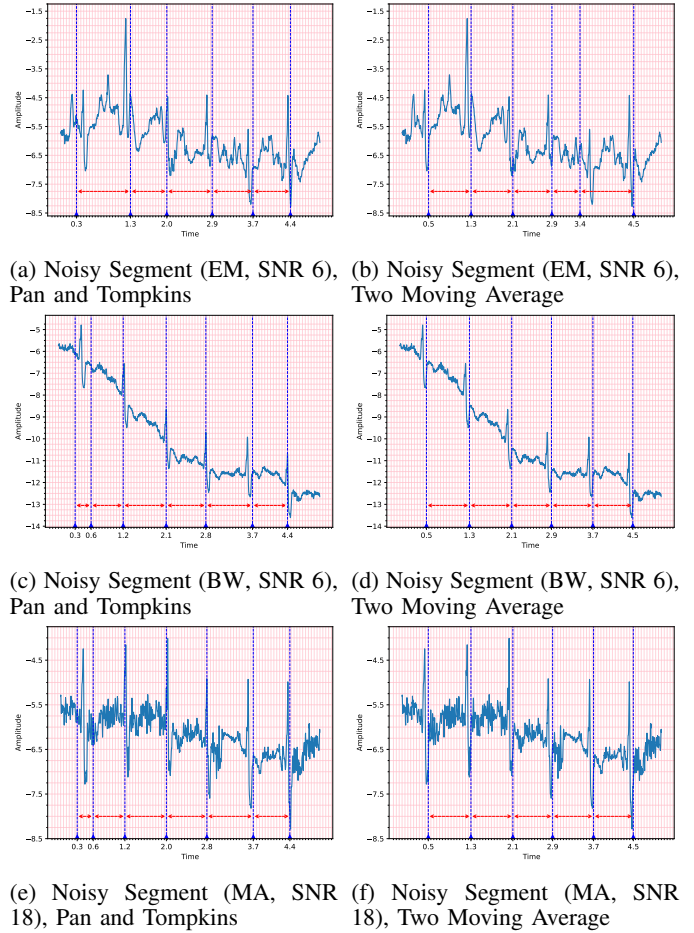 −1.5
−2.5
−3.5
−4.5
−5.5
−6.5
−7.5
−8.5
Amplitude
0.3 1.3 2.0 2.9 3.7 4.4
Time
−1.5
−2.5
−3.5
−4.5
−5.5
−6.5
−7.5
−8.5
Amplitude
0.5 1.3 2.1 2.9 3.4 4.5
Time
(a) Noisy Segment (EM, SNR 6),
Pan and Tompkins
(b) Noisy Segment (EM, SNR 6),
Two Moving Average
−5
−6
−7
−8
−9
−10
−11
−12
−13
−14
Amplitude
0.3 0.6 1.2 2.1 2.8 3.7 4.4
Time
−5
−6
−7
−8
−9
−10
−11
−12
−13
−14
Amplitude
0.5 1.3 2.1 2.9 3.7 4.5
Time
(c) Noisy Segment (BW, SNR 6),
Pan and Tompkins
(d) Noisy Segment (BW, SNR 6),
Two Moving Average
−4.5
−5.5
−6.5
−7.5
−8.5
Amplitude
0.3 0.6 1.2 2.0 2.8 3.7 4.4
Time
−4.5
−5.5
−6.5
−7.5
−8.5
Amplitude
0.5 1.3 2.1 2.9 3.7 4.5
Time
(e) Noisy Segment (MA, SNR
18), Pan and Tompkins
(f) Noisy Segment (MA, SNR
18), Two Moving Average